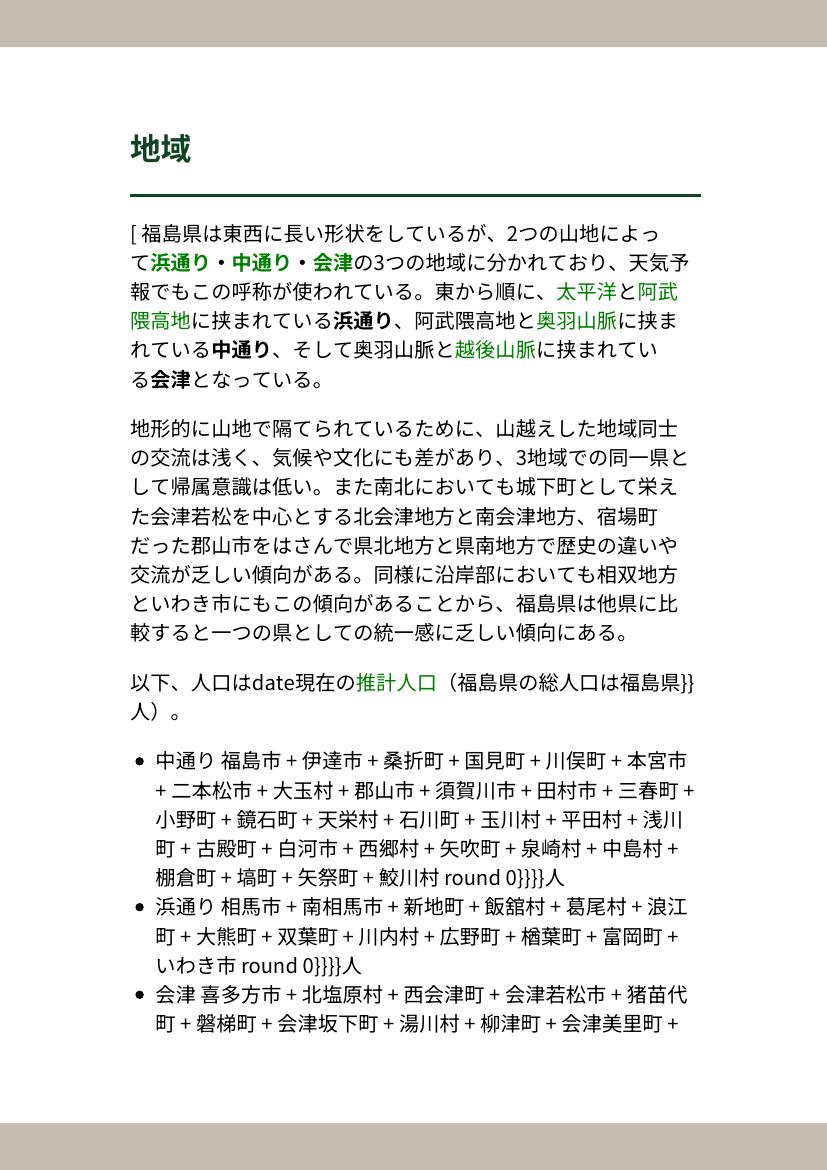 地域
[ 福島県は東西に長い形状をしているが、2つの山地によっ
て浜通り・中通り・会津の3つの地域に分かれており、天気予
報でもこの呼称が使われている。東から順に、太平洋と阿武
隈高地に挟まれている浜通り、阿武隈高地と奥羽山脈に挟ま
れている中通り、そして奥羽山脈と越後山脈に挟まれてい
る会津となっている。
地形的に山地で隔てられているために、山越えした地域同士
の交流は浅く、気候や文化にも差があり、3地域での同一県と
して帰属意識は低い。また南北においても城下町として栄え
た会津若松を中心とする北会津地方と南会津地方、宿場町
だった郡山市をはさんで県北地方と県南地方で歴史の違いや
交流が乏しい傾向がある。同様に沿岸部においても相双地方
といわき市にもこの傾向があることから、福島県は他県に比
較すると一つの県としての統一感に乏しい傾向にある。
以下、人口はdate現在の推計人口（福島県の総人口は福島県}}
人）。
• 中通り 福島市 + 伊達市 + 桑折町 + 国見町 + 川俣町 + 本宮市
+ 二本松市 + 大玉村 + 郡山市 + 須賀川市 + 田村市 + 三春町 +
小野町 + 鏡石町 + 天栄村 + 石川町 + 玉川村 + 平田村 + 浅川
町 + 古殿町 + 白河市 + 西郷村 + 矢吹町 + 泉崎村 + 中島村 +
棚倉町 + 塙町 + 矢祭町 + 鮫川村 round 0}}}}人
• 浜通り 相馬市 + 南相馬市 + 新地町 + 飯舘村 + 葛尾村 + 浪江
町 + 大熊町 + 双葉町 + 川内村 + 広野町 + 楢葉町 + 富岡町 +
いわき市 round 0}}}}人
• 会津 喜多方市 + 北塩原村 + 西会津町 + 会津若松市 + 猪苗代
町 + 磐梯町 + 会津坂下町 + 湯川村 + 柳津町 + 会津美里町 +